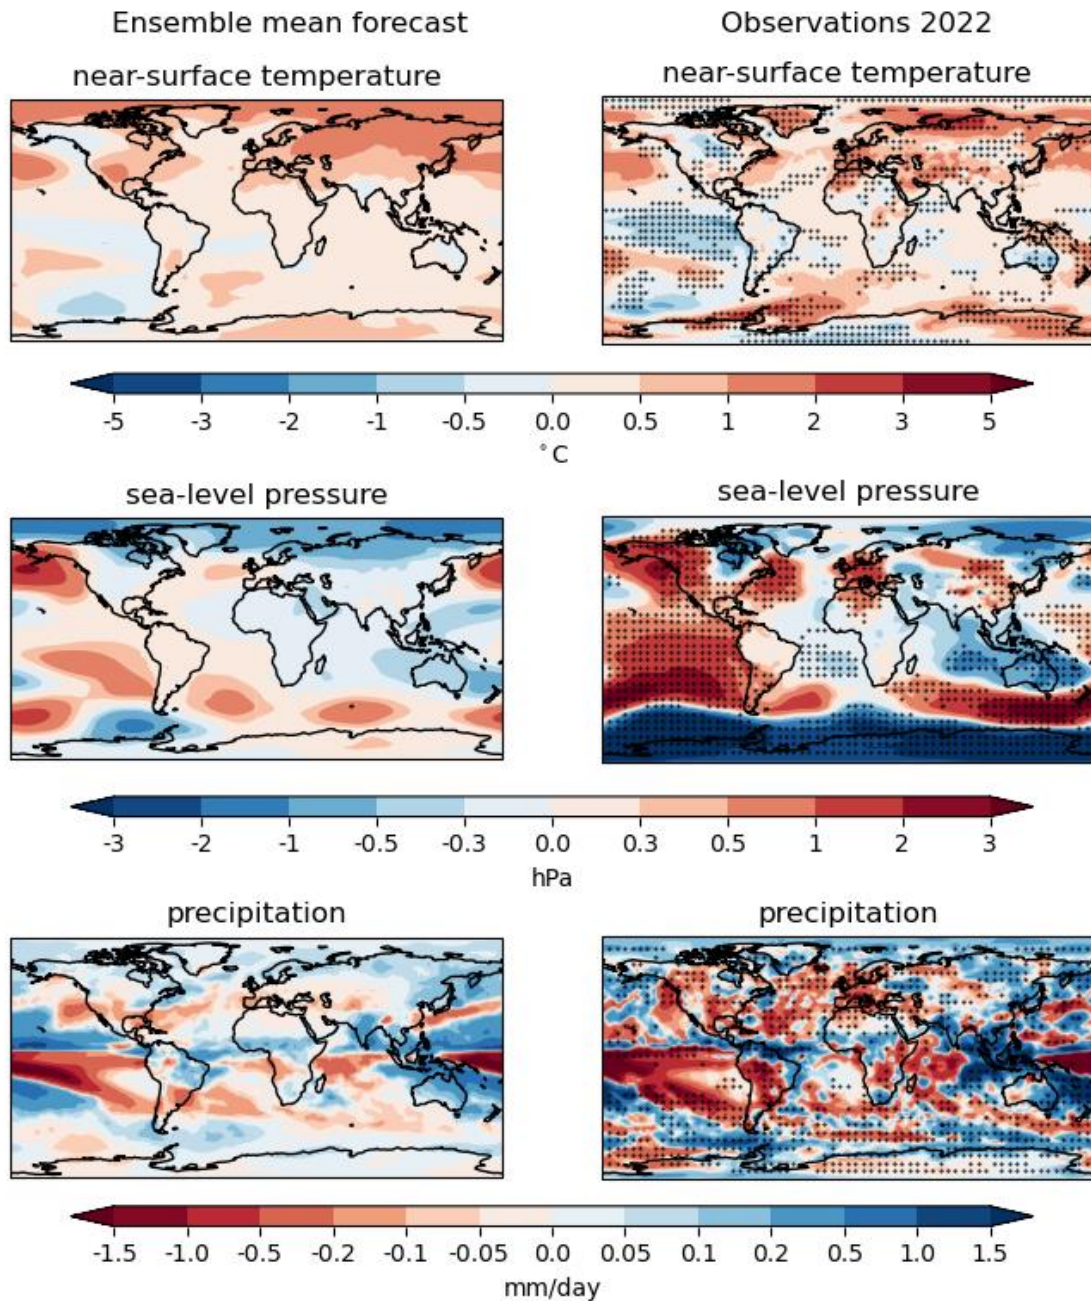 Ensemble mean forecast
Observations 2022
near-surface temperature
near-surface temperature
-5 -3 -2 -1 -0.5 0.0 0.5 1 2 3 5
°C
sea-level pressure
sea-level pressure
-3 -2 -1 -0.5 -0.3 0.0 0.3 0.5 1 2 3
hPa
precipitation
precipitation
-1.5 -1.0 -0.5 -0.2 -0.1 -0.05 0.0 0.05 0.1 0.2 0.5 1.0 1.5
mm/day